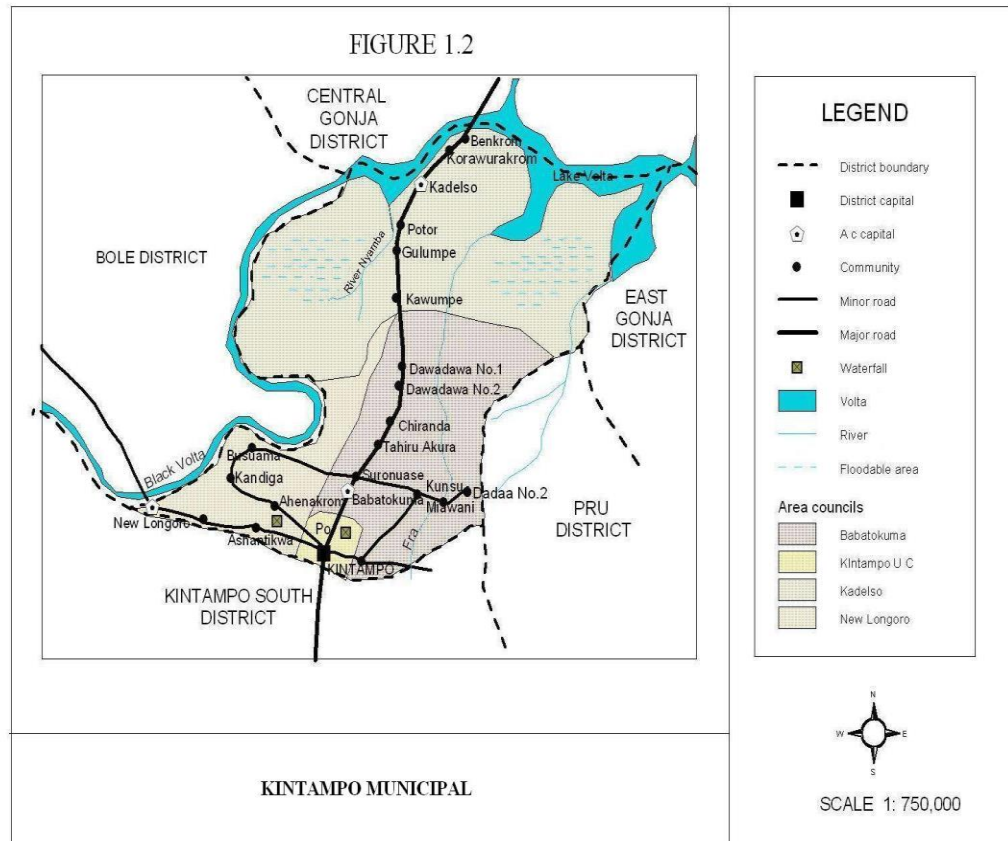 FIGURE 1.2
CENTRAL
GONJA
DISTRICT
Benkrom
Korawurakrom
Lake Volta
Kadelso
BOLE DISTRICT
Potor
Gulumpe
River Nyamba
Kawumpe
EAST
GONJA
DISTRICT
Dawadawa No.1
Dawadawa No.2
Chiranda
Tahiru Akura
Busuama
Black Volta
Suronuase
Kandiga
Kunsu
Dadaa No.2
Babatokuma
Miawani
Ahenakrom
New Longoro
Ashantikwa
Po
Fra
PRU
DISTRICT
KINTAMPO
KINTAMPO SOUTH
DISTRICT
KINTAMPO MUNICIPAL
LEGEND
District boundary
District capital
A c capital
Community
Minor road
Major road
Waterfall
Volta
River
Floodable area
Area councils
Babatokuma
KIntampo U C
Kadelso
New Longoro
N
W
E
S
SCALE 1: 750,000